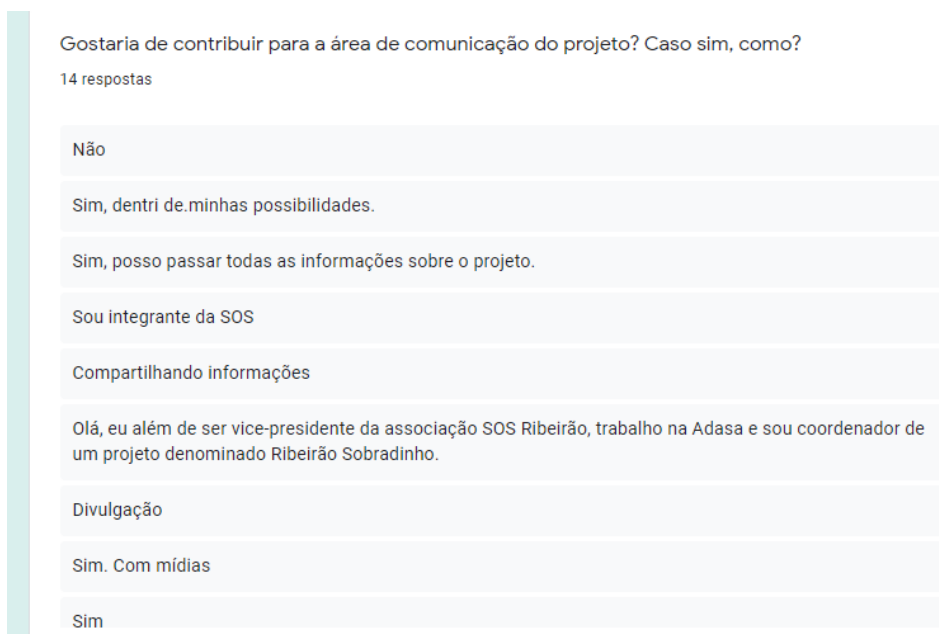 Gostaria de contribuir para a área de comunicação do projeto? Caso sim, como?
14 respostas
Não
Sim, dentri de.minhas possibilidades.
Sim, posso passar todas as informações sobre o projeto.
Sou integrante da SOS
Compartilhando informações
Olá, eu além de ser vice-presidente da associação SOS Ribeirão, trabalho na Adasa e sou coordenador de
um projeto denominado Ribeirão Sobradinho.
Divulgação
Sim. Com mídias
Sim